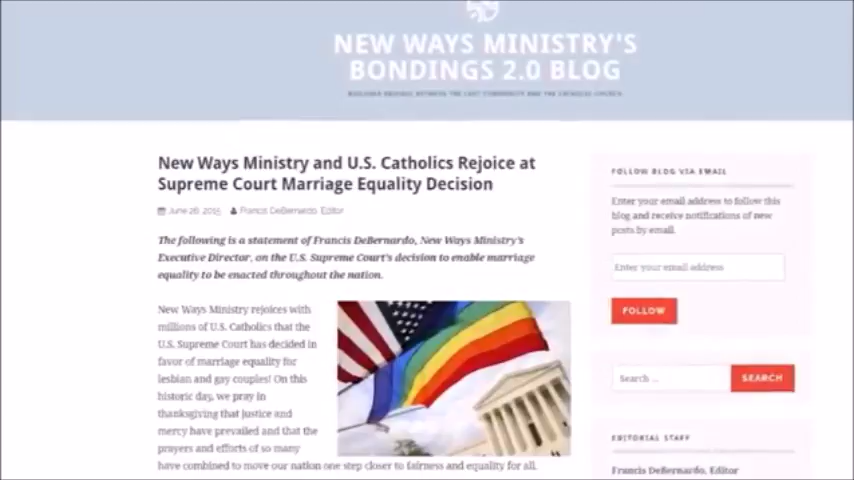 NEW WAYS MINISTRY'S
BONDINGS 2.0 BLOG
New Ways Ministry and U.S. Catholics Rejoice at
Supreme Court Marriage Equality Decision
June 26, 2015 Francis DeBernardo, Editor
The following is a statement of Francis DeBernardo, New Ways Ministry's
Executive Director, on the U.S. Supreme Court's decision to enable marriage
equality to be enacted throughout the nation.
New Ways Ministry rejoices with
millions of U.S. Catholics that the
U.S. Supreme Court has decided in
favor of marriage equality for
lesbian and gay couples! On this
historic day, we pray in
thanksgiving that justice and
mercy have prevailed and that the
prayers and efforts of so many
have combined to move our nation one step closer to fairness and equality for all.
FOLLOW BLOG VIA EMAIL
Enter your email address to follow this
blog and receive notifications of new
posts by email.
Enter your email address
FOLLOW
Search ...
SEARCH
EDITORIAL STAFF
Francis DeBernardo, Editor